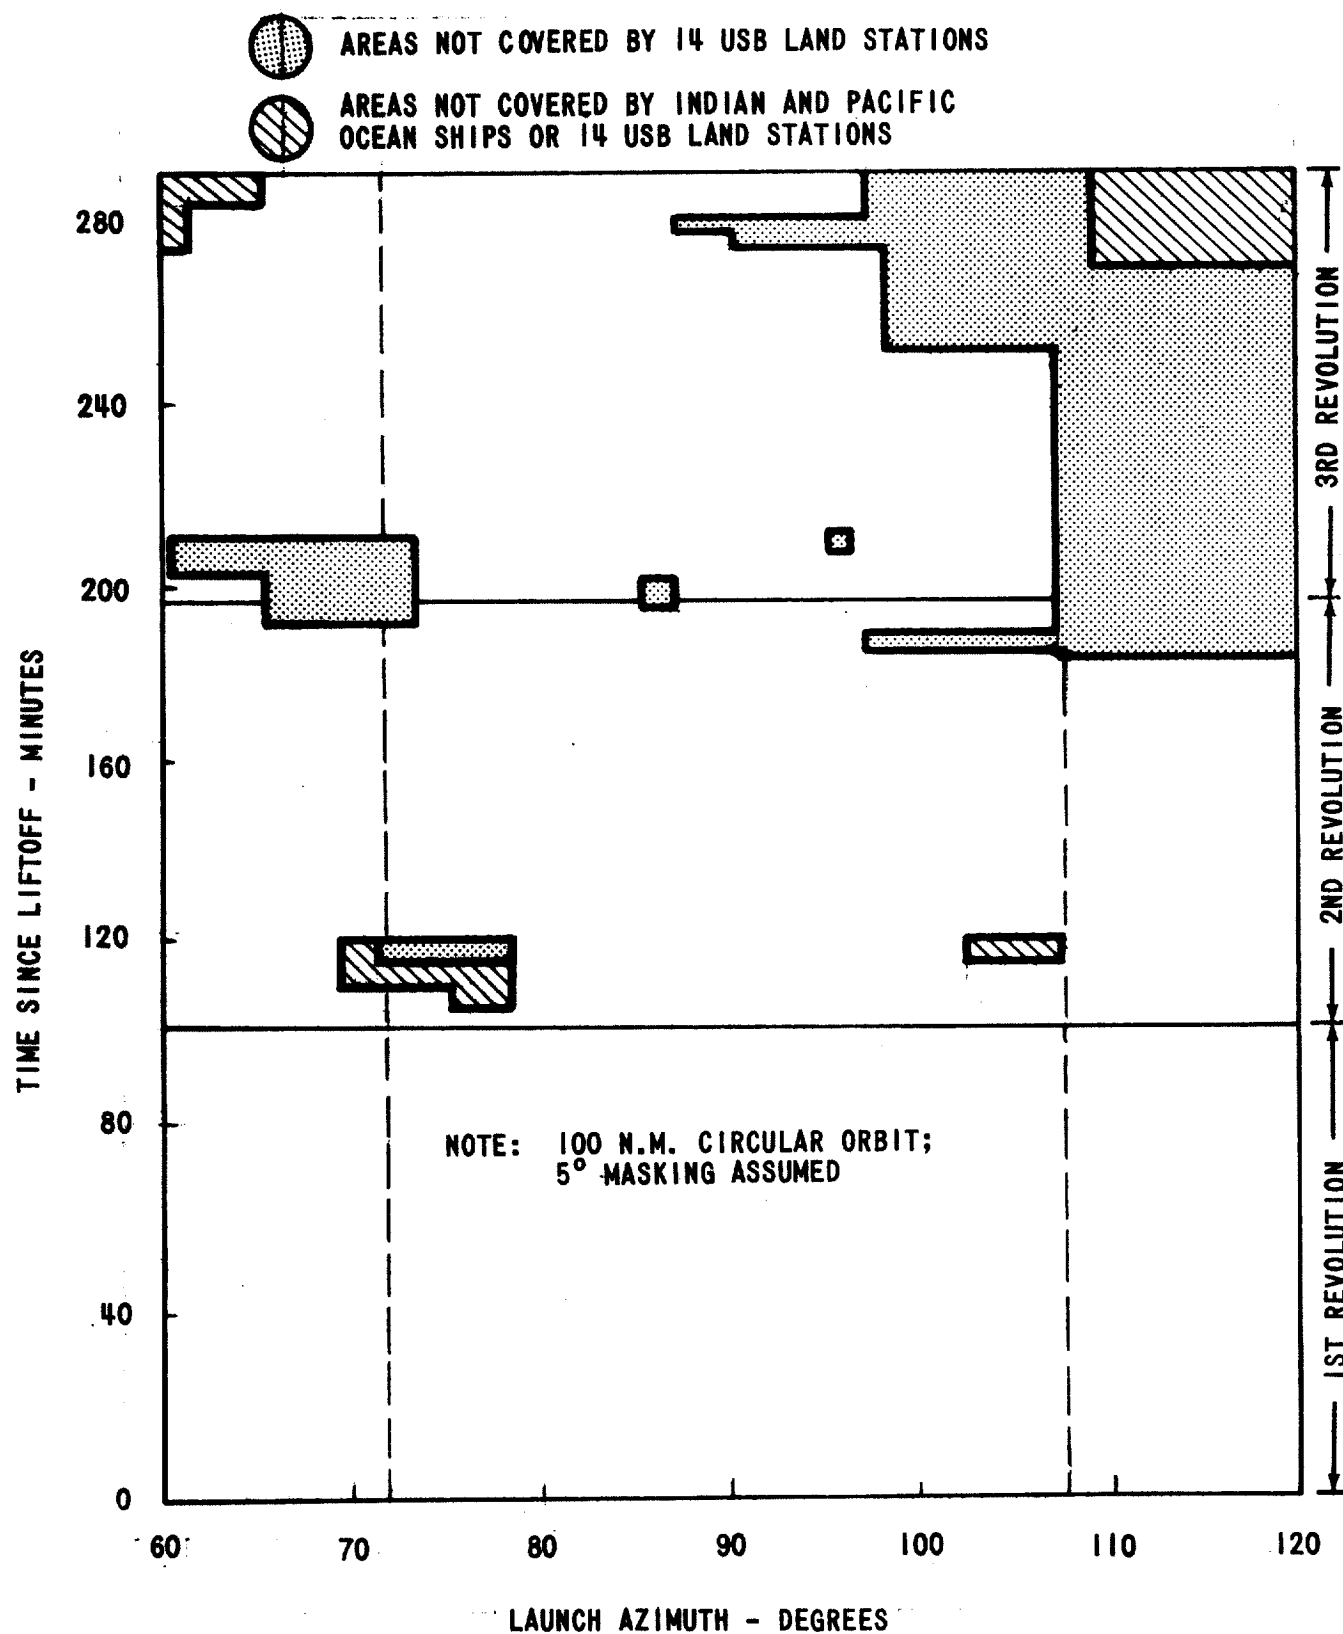 AREAS NOT COVERED BY 14 USB LAND STATIONS
AREAS NOT COVERED BY INDIAN AND PACIFIC
OCEAN SHIPS OR 14 USB LAND STATIONS
280
240
200
160
120
80
40
0
TIME SINCE LIFTOFF - MINUTES
3RD REVOLUTION
2ND REVOLUTION
1ST REVOLUTION
NOTE: 100 N.M. CIRCULAR ORBIT;
5° MASKING ASSUMED
60 70 80 90 100 110 120
LAUNCH AZIMUTH - DEGREES